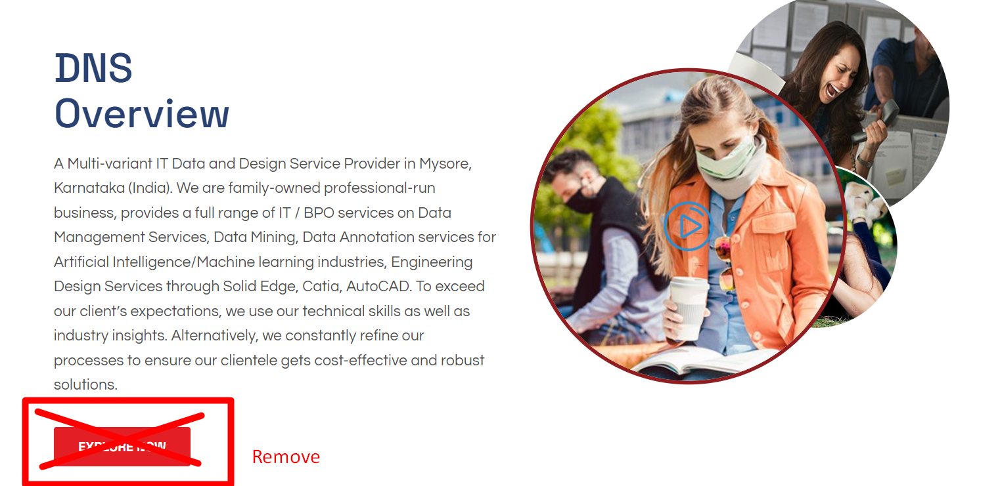 DNS
Overview
A Multi-variant IT Data and Design Service Provider in Mysore,
Karnataka (India). We are family-owned professional-run
business, provides a full range of IT / BPO services on Data
Management Services, Data Mining, Data Annotation services for
Artificial Intelligence/Machine learning industries, Engineering
Design Services through Solid Edge, Catia, AutoCAD. To exceed
our client’s expectations, we use our technical skills as well as
industry insights. Alternatively, we constantly refine our
processes to ensure our clientele gets cost-effective and robust
solutions.
EXPLORE NOW
Remove